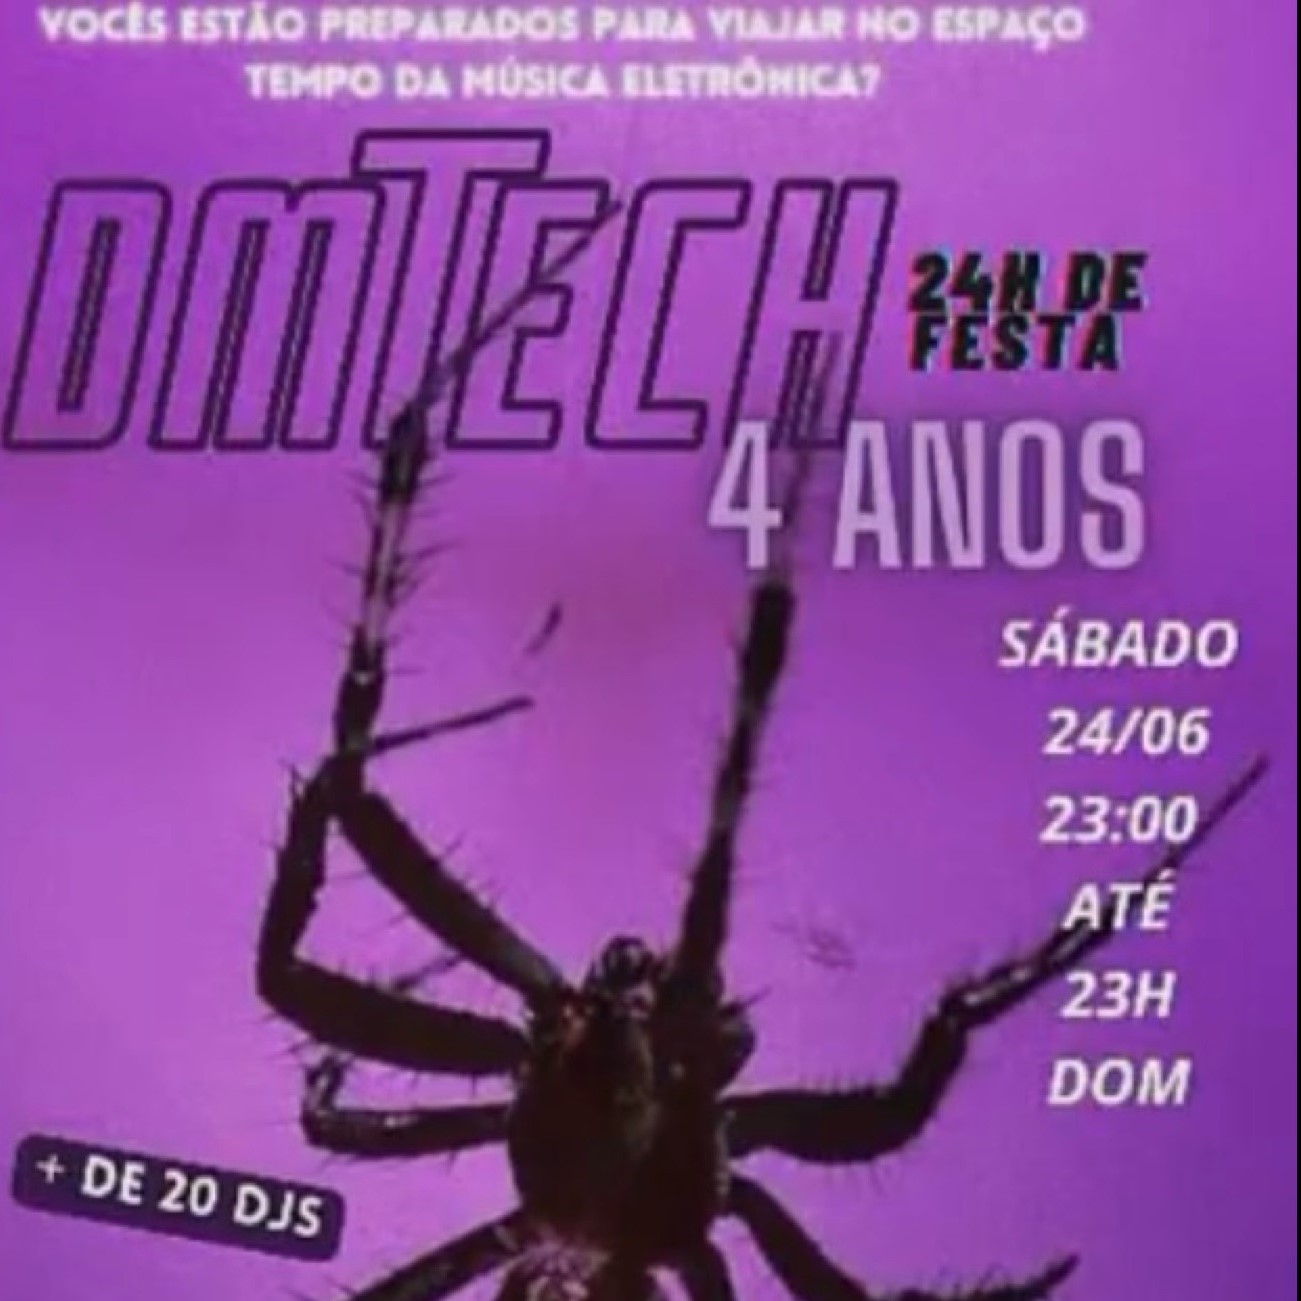 VOCÊS ESTÃO PREPARADOS PARA VIAJAR NO ESPAÇO
TEMPO DA MÚSICA ELETRÔNICA?
DMTECH
24H DE
FESTA
4 ANOS
SÁBADO
24/06
23:00
ATÉ
23H
DOM
+ DE 20 DJS